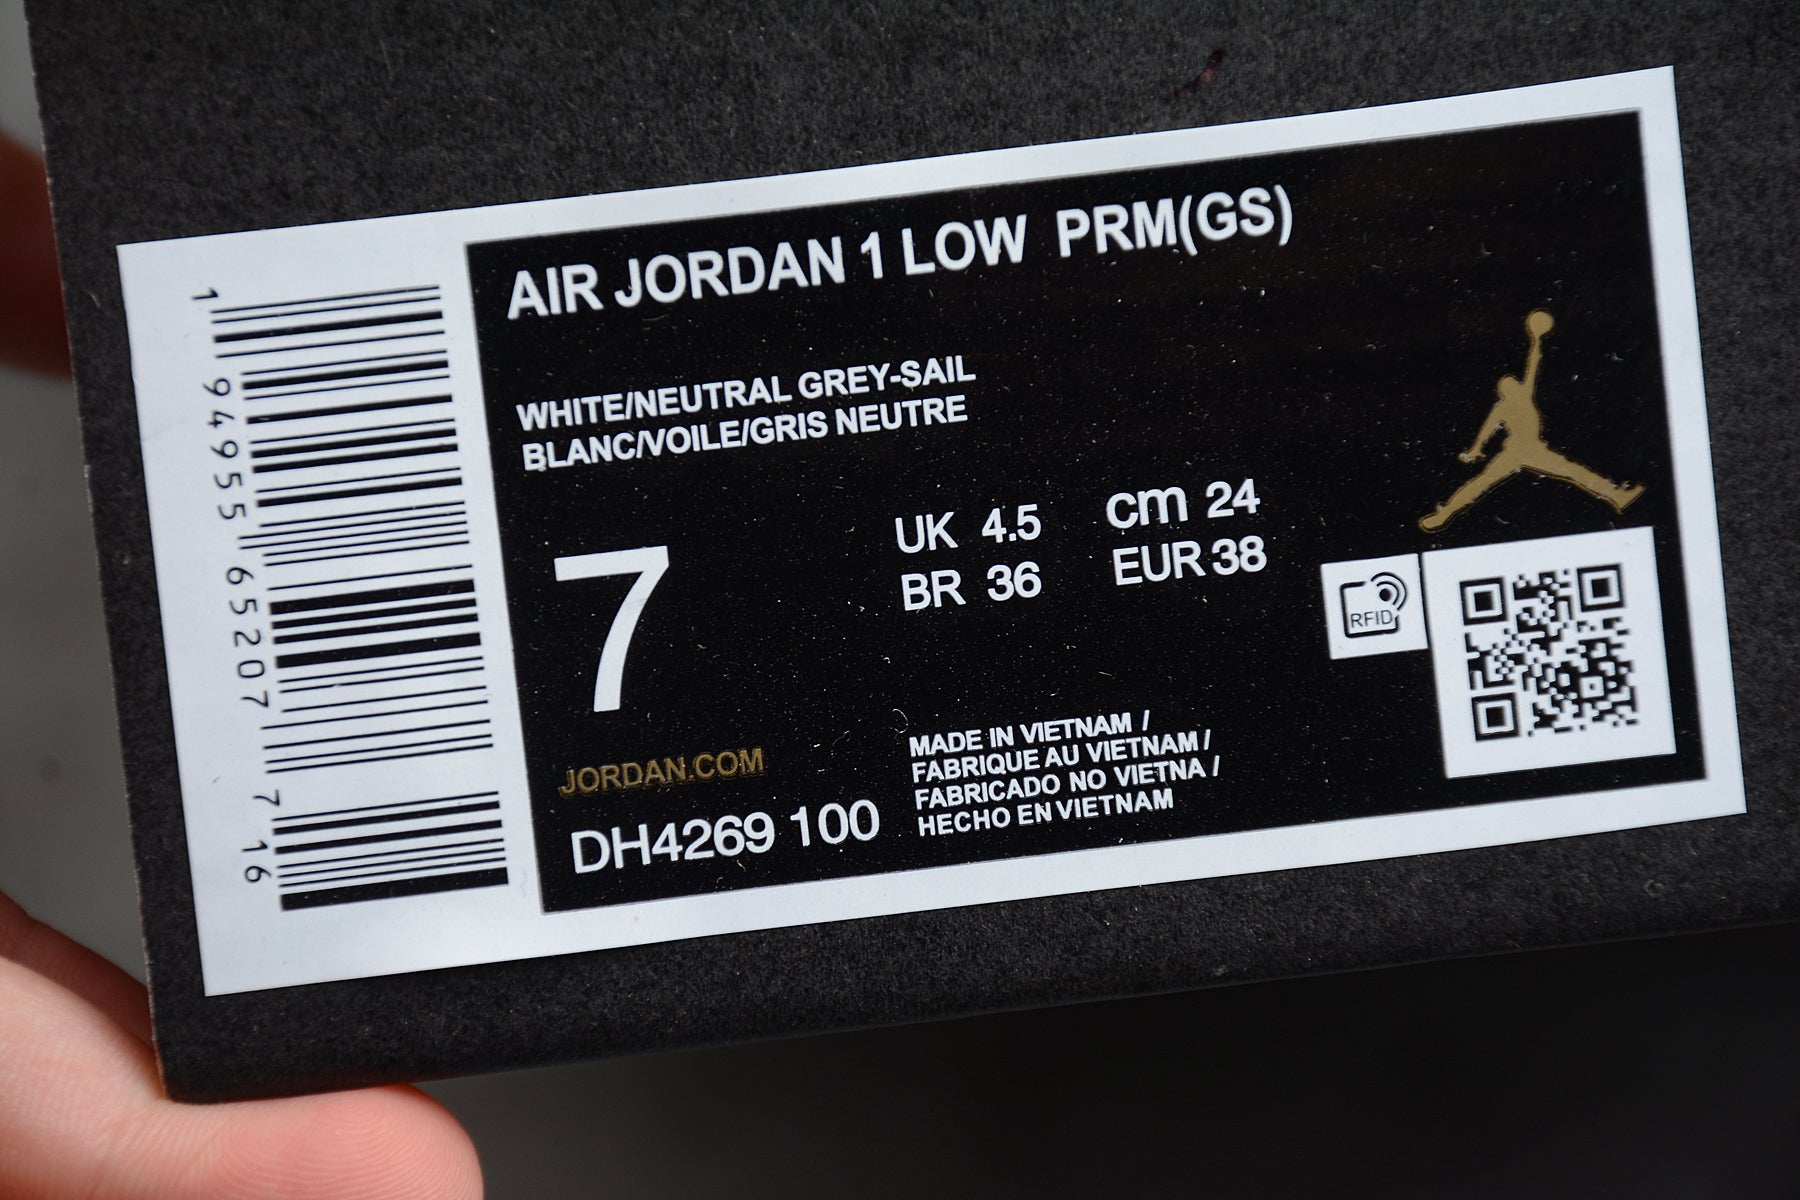 AIR JORDAN 1 LOW PRM(GS)
WHITE/NEUTRAL GREY-SAIL
BLANC/VOILE/GRIS NEUTRE
7
UK 4.5
cm 24
BR 36
EUR 38
RFID
JORDAN.COM
DH4269 100
MADE IN VIETNAM /
FABRIQUE AU VIETNAM /
FABRICADO NO VIETNA /
HECHO EN VIETNAM
1 94955 65207 7 16